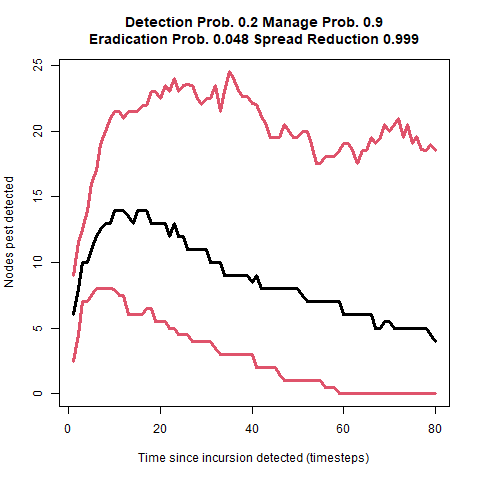 Detection Prob. 0.2 Manage Prob. 0.9
Eradication Prob. 0.048 Spread Reduction 0.999
Nodes pest detected
25
20
15
10
5
0
0
20
40
60
80
Time since incursion detected (timesteps)